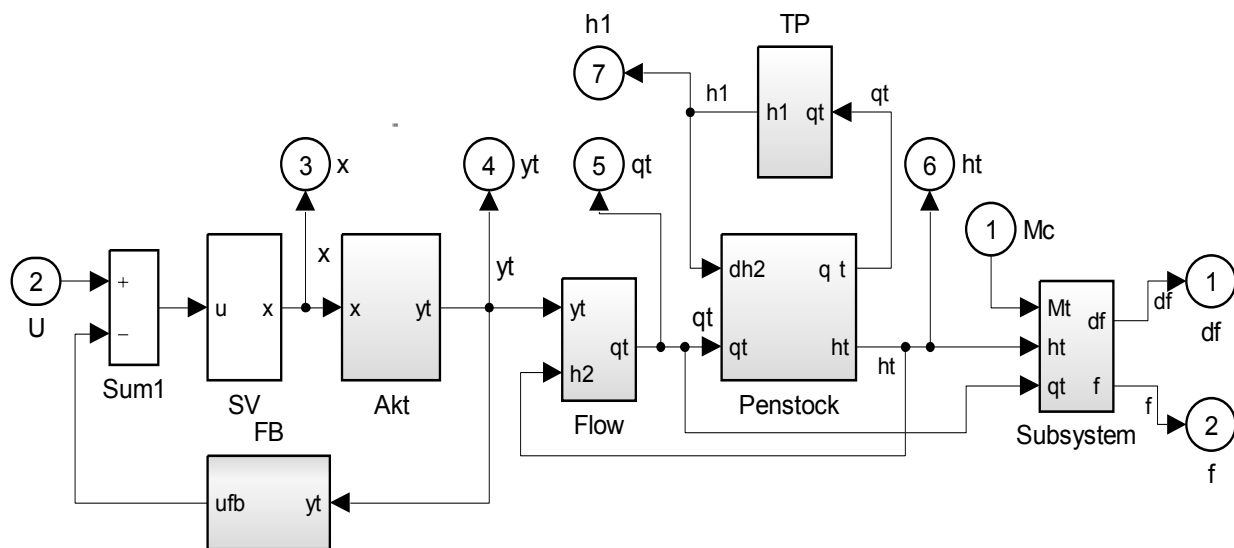 h1
TP
7
h1
h1
qt
qt
3
x
4
yt
5
qt
6
ht
1
Mc
2
U
+
−
Sum1
u
x
SV
x
x
yt
Akt
yt
yt
h2
qt
Flow
qt
dh2
qt
q t
ht
Penstock
ht
Mt
ht
qt
df
f
Subsystem
df
1
df
f
2
f
FB
ufb
yt